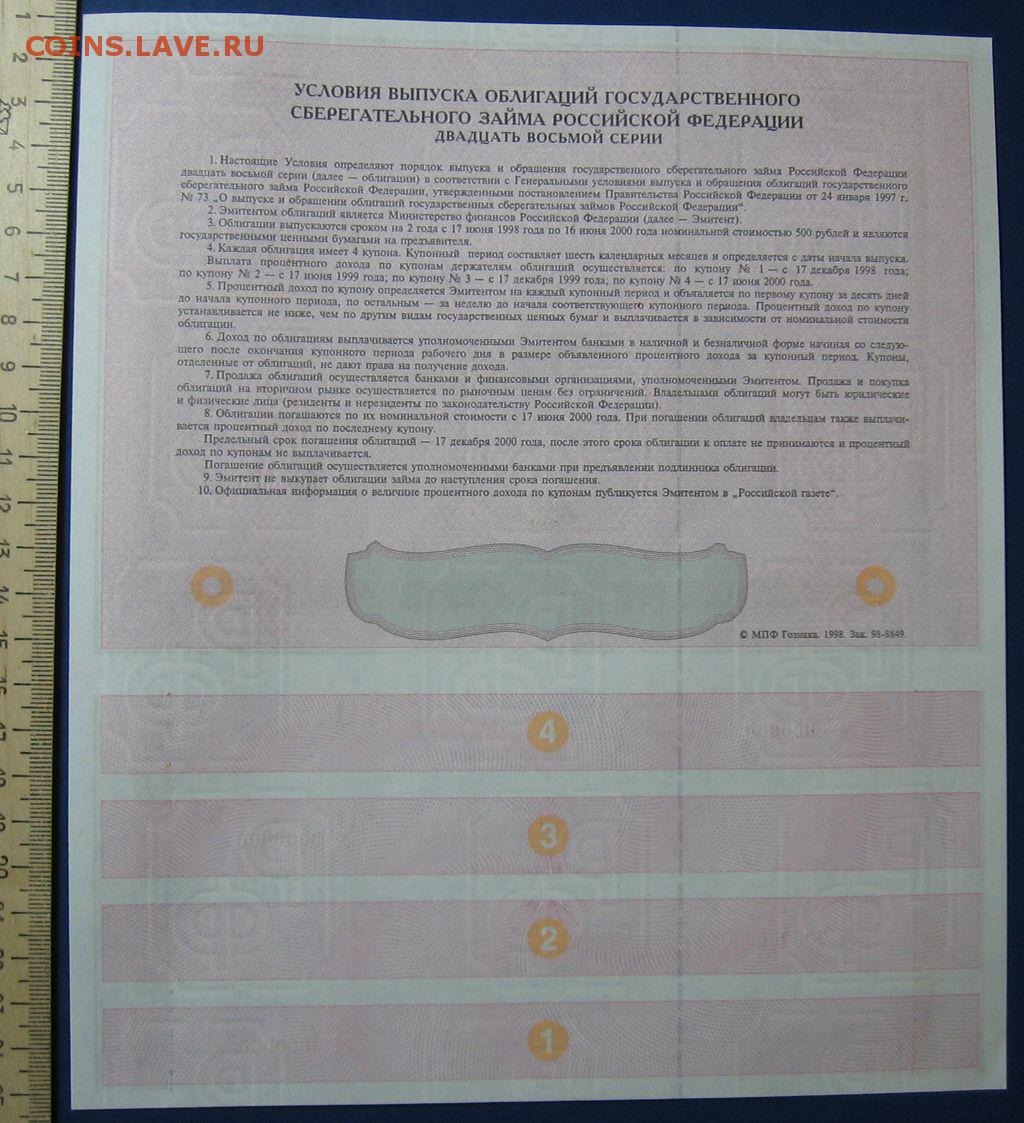 COINS.LAVE.RU
УСЛОВИЯ ВЫПУСКА ОБЛИГАЦИЙ ГОСУДАРСТВЕННОГО
СБЕРЕГАТЕЛЬНОГО ЗАЙМА РОССИЙСКОЙ ФЕДЕРАЦИИ
ДВАДЦАТЬ ВОСЬМОЙ СЕРИИ
1. Настоящие Условия определяют порядок выпуска и обращения государственного сберегательного займа Российской Федерации
двадцать восьмой серии (далее — облигации) в соответствии с Генеральными условиями выпуска и обращения облигаций государственного
сберегательного займа Российской Федерации, утвержденными постановлением Правительства Российской Федерации от 24 января 1997 г.
№ 73 „О выпуске и обращении облигаций государственных сберегательных займов Российской Федерации“.
2. Эмитентом облигаций является Министерство финансов Российской Федерации (далее — Эмитент).
3. Облигации выпускаются сроком на 2 года с 17 июня 1998 года по 16 июня 2000 года номинальной стоимостью 500 рублей и являются
государственными ценными бумагами на предъявителя.
4. Каждая облигация имеет 4 купона. Купонный период составляет шесть календарных месяцев и определяется с даты начала выпуска.
Выплата процентного дохода по купонам держателям облигаций осуществляется: по купону № 1 — с 17 декабря 1998 года;
по купону № 2 — с 17 июня 1999 года; по купону № 3 — с 17 декабря 1999 года; по купону № 4 — с 17 июня 2000 года.
5. Процентный доход по купону определяется Эмитентом на каждый купонный период и объявляется по первому купону за десять дней
до начала купонного периода, по остальным — за неделю до начала соответствующего купонного периода. Процентный доход по купону
устанавливается не ниже, чем по другим видам государственных ценных бумаг и выплачивается в зависимости от номинальной стоимости
облигации.
6. Доход по облигациям выплачивается уполномоченными Эмитентом банками в наличной и безналичной форме начиная со следую-
щего после окончания купонного периода рабочего дня в размере объявленного процентного дохода за купонный период. Купоны,
отделенные от облигаций, не дают права на получение дохода.
7. Продажа облигаций осуществляется банками и финансовыми организациями, уполномоченными Эмитентом. Продажа и покупка
облигаций на вторичном рынке осуществляется по рыночным ценам без ограничений. Владельцами облигаций могут быть юридические
и физические лица (резиденты и нерезиденты по законодательству Российской Федерации).
8. Облигации погашаются по их номинальной стоимости с 17 июня 2000 года. При погашении облигаций владельцам также выплачи-
вается процентный доход по последнему купону.
Предельный срок погашения облигаций — 17 декабря 2000 года, после этого срока облигации к оплате не принимаются и процентный
доход по купонам не выплачивается.
Погашение облигаций осуществляется уполномоченными банками при предъявлении подлинника облигации.
9. Эмитент не выкупает облигации займа до наступления срока погашения.
10. Официальная информация о величине процентного дохода по купонам публикуется Эмитентом в „Российской газете“.
© МПФ Гознака. 1998. Зак. 98-8849.
4
3
2
1
1
2
3
4
5
6
7
8
9
10
11
12
13
14
15
16
17